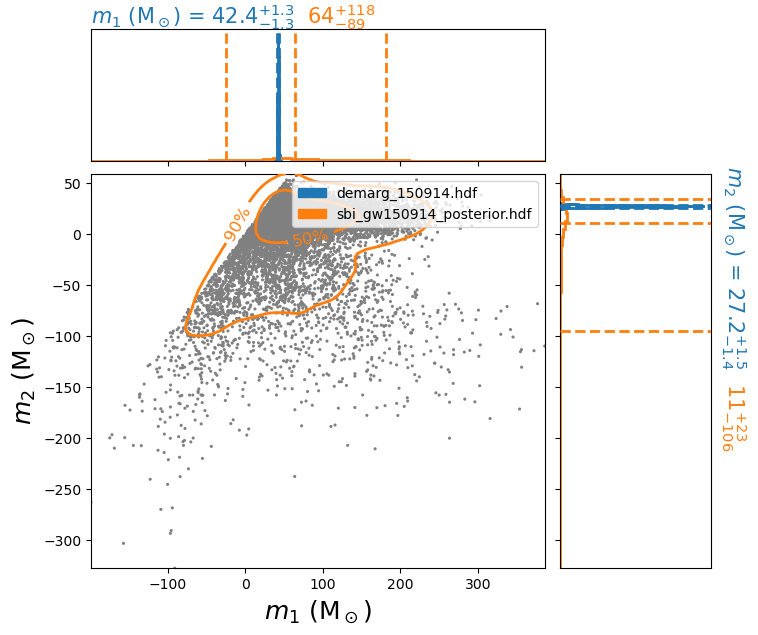 m₁ (M⊙) = 42.4⁺¹·³₋₁.₃ 64⁺¹¹⁸₋₈₉
demarg_150914.hdf
sbi_gw150914_posterior.hdf
90%
50%
50
0
−50
−100
−150
−200
−250
−300
m₂ (M⊙)
−100 0 100 200 300
m₁ (M⊙)
m₂ (M⊙) = 27.2⁺¹·⁵₋₁.₄ 11⁺²³₋₁₀₆